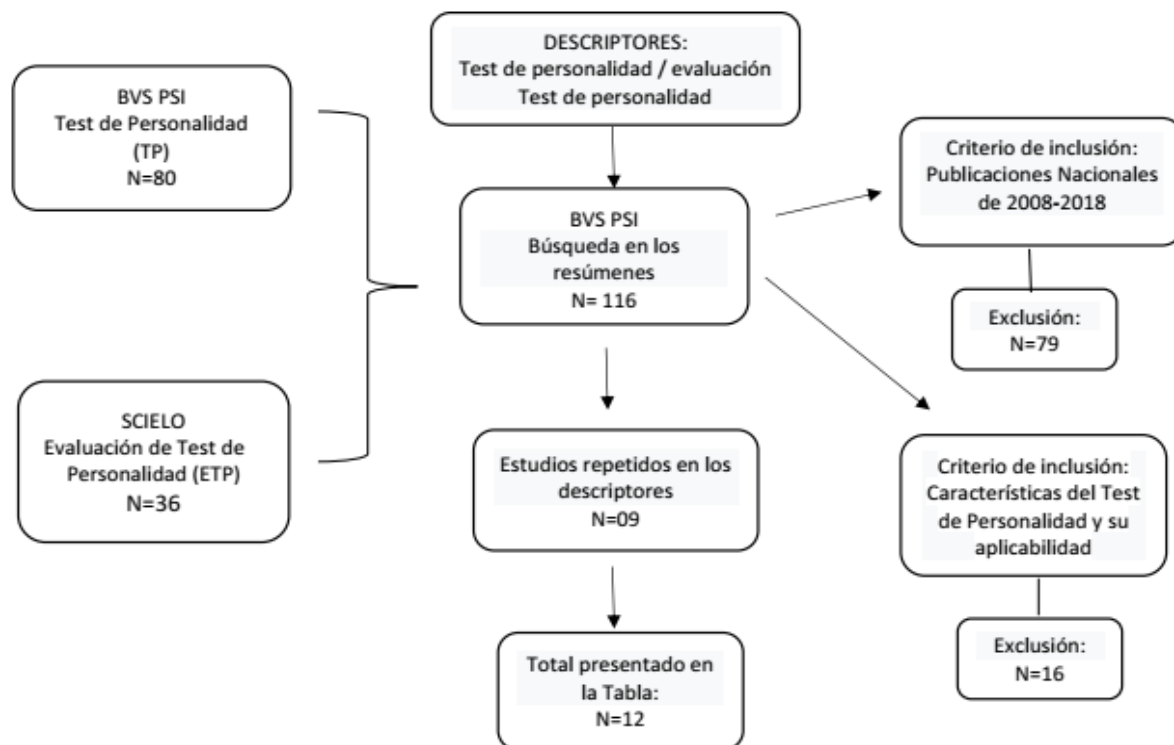 DESCRIPTORES:
Test de personalidad / evaluación
Test de personalidad
BVS PSI
Test de Personalidad
(TP)
N=80
SCIELO
Evaluación de Test de
Personalidad (ETP)
N=36
BVS PSI
Búsqueda en los
resúmenes
N= 116
Estudios repetidos en los
descriptores
N=09
Total presentado en
la Tabla:
N=12
Criterio de inclusión:
Publicaciones Nacionales
de 2008-2018
Exclusión:
N=79
Criterio de inclusión:
Características del Test
de Personalidad y su
aplicabilidad
Exclusión:
N=16